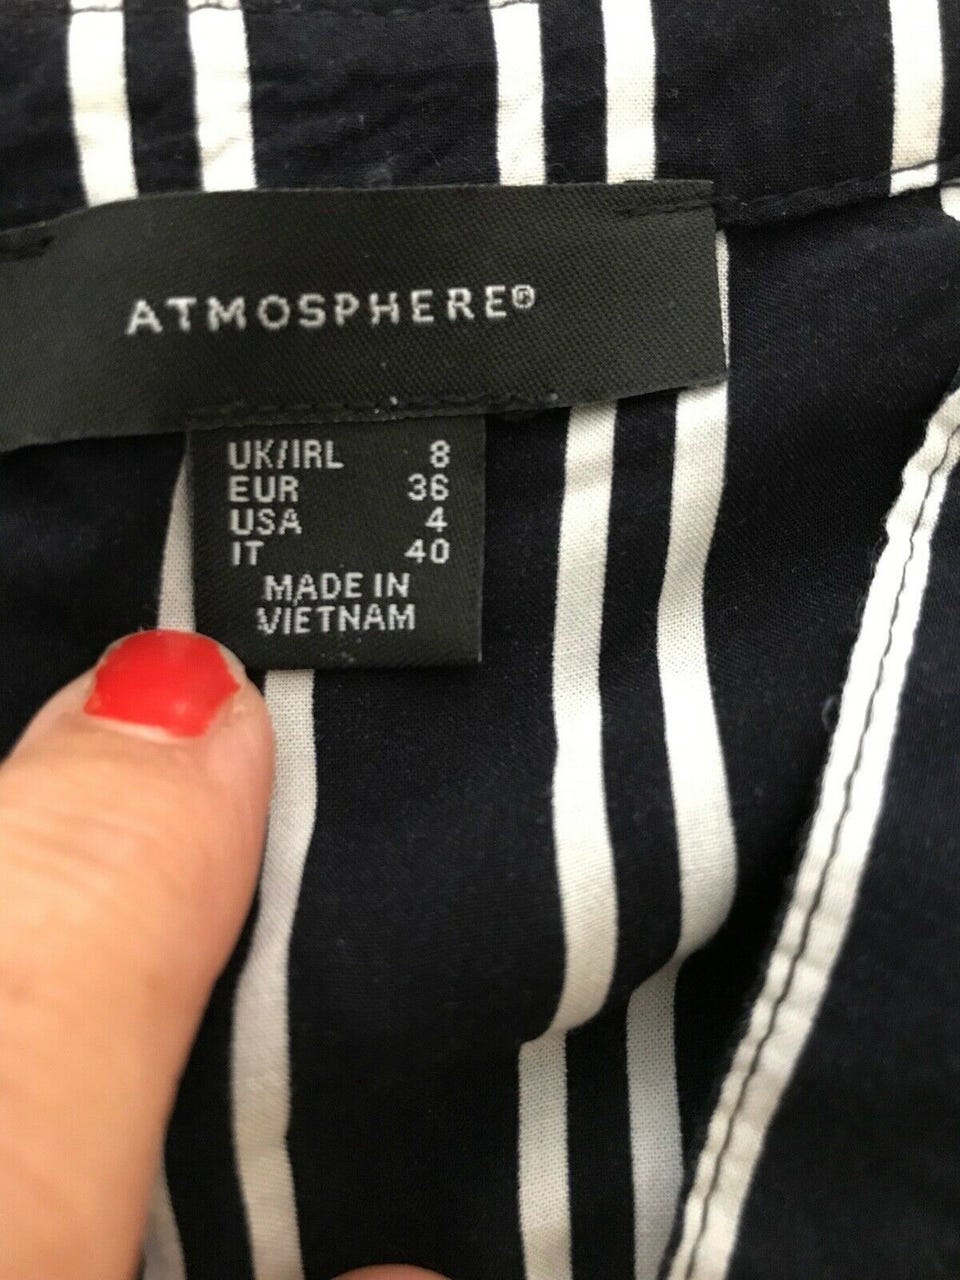 ATMOSPHERE®
UK/IRL 8
EUR 36
USA 4
IT 40
MADE IN
VIETNAM